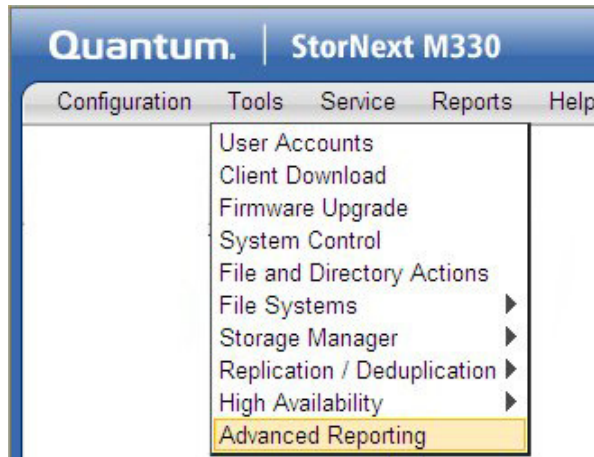 Quantum. | StorNext M330
Configuration Tools Service Reports Help
User Accounts
Client Download
Firmware Upgrade
System Control
File and Directory Actions
File Systems
Storage Manager
Replication / Deduplication
High Availability
Advanced Reporting